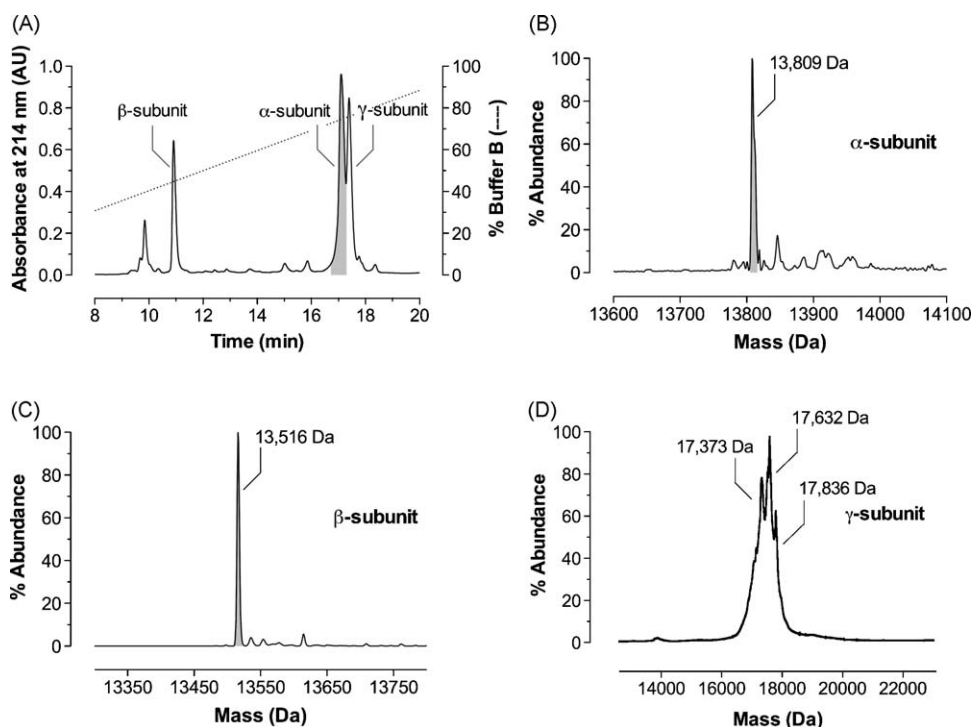 (A)
Absorbance at 214 nm (AU)
1.0
0.8
0.6
0.4
0.2
0.0
β-subunit
α-subunit
γ-subunit
100
80
60
40
20
0
% Buffer B (----)
8 10 12 14 16 18 20
Time (min)
(B)
% Abundance
100
80
60
40
20
0
13,809 Da
α-subunit
13600 13700 13800 13900 14000 14100
Mass (Da)
(C)
% Abundance
100
80
60
40
20
0
13,516 Da
β-subunit
13350 13450 13550 13650 13750
Mass (Da)
(D)
% Abundance
100
80
60
40
20
0
17,632 Da
17,373 Da
17,836 Da
γ-subunit
14000 16000 18000 20000 22000
Mass (Da)